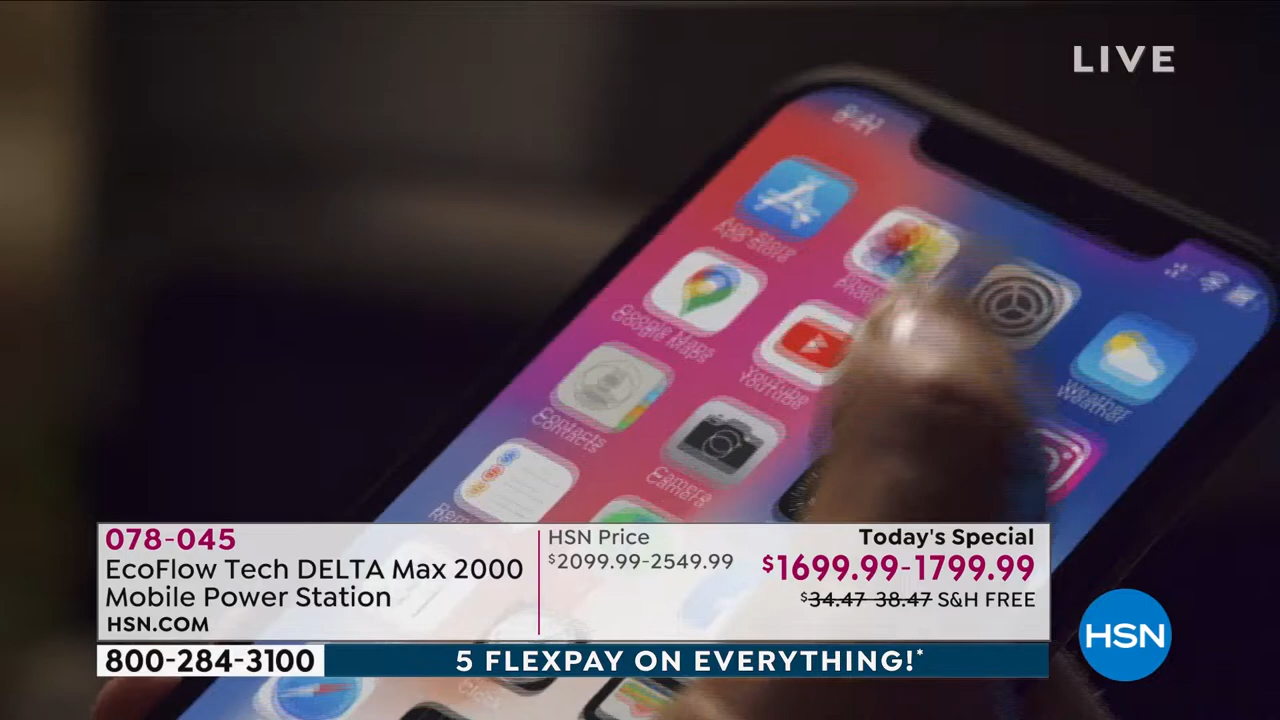 LIVE
App Store
Google Maps
YouTube
Weather
Contacts
Camera
078-045
EcoFlow Tech DELTA Max 2000
Mobile Power Station
HSN.COM
HSN Price
$2099.99-2549.99
Today's Special
$1699.99-1799.99
$34.47-38.47 S&H FREE
HSN
800-284-3100
5 FLEXPAY ON EVERYTHING!*